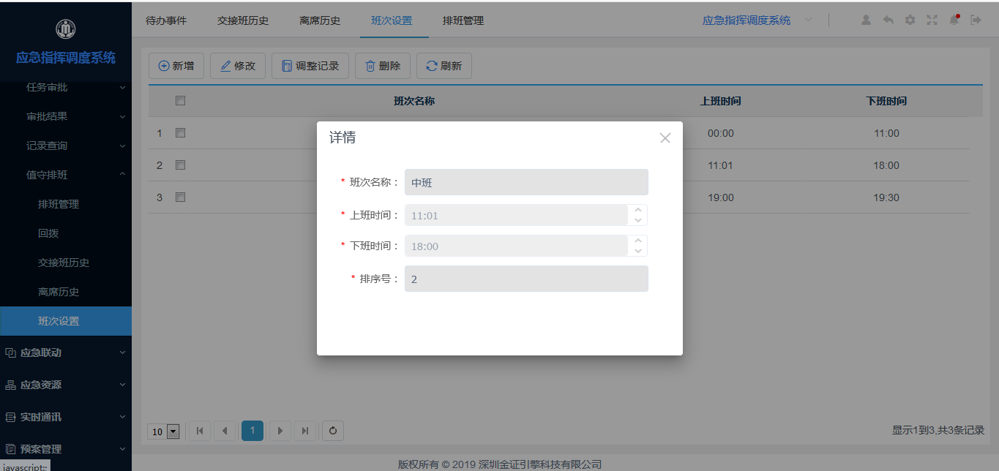 应急指挥调度系统
任务审批
审批结果
记录查询
值守排班
排班管理
回拨
交接班历史
离席历史
班次设置
应急联动
应急资源
实时通讯
预案管理
javascript:;
待办事件 交接班历史 离席历史 班次设置 排班管理 应急指挥调度系统
新增 修改 调整记录 删除 刷新
班次名称 上班时间 下班时间
1 00:00 11:00
2 11:01 18:00
3 19:00 19:30
详情
* 班次名称： 中班
* 上班时间： 11:01
* 下班时间： 18:00
* 排序号： 2
10 1 显示1到3,共3条记录
版权所有 © 2019 深圳金证引擎科技有限公司